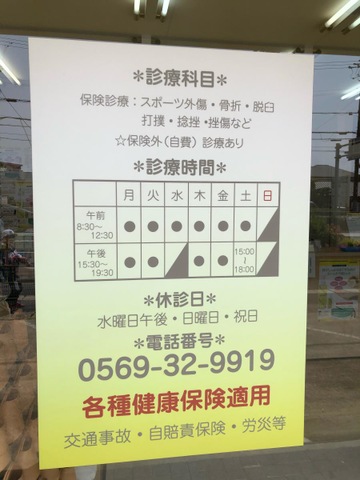 *診療科目*
保険診療：スポーツ外傷・骨折・脱臼
打撲・捻挫・挫傷など
☆保険外（自費）診療あり
*診療時間*
月 火 水 木 金 土 日
午前 8:30〜12:30 ● ● ● ● ● ●
午後 15:30〜19:30 ● ● ● ● 15:00〜18:00
*休診日*
水曜日午後・日曜日・祝日
*電話番号*
0569-32-9919
各種健康保険適用
交通事故・自賠責保険・労災等